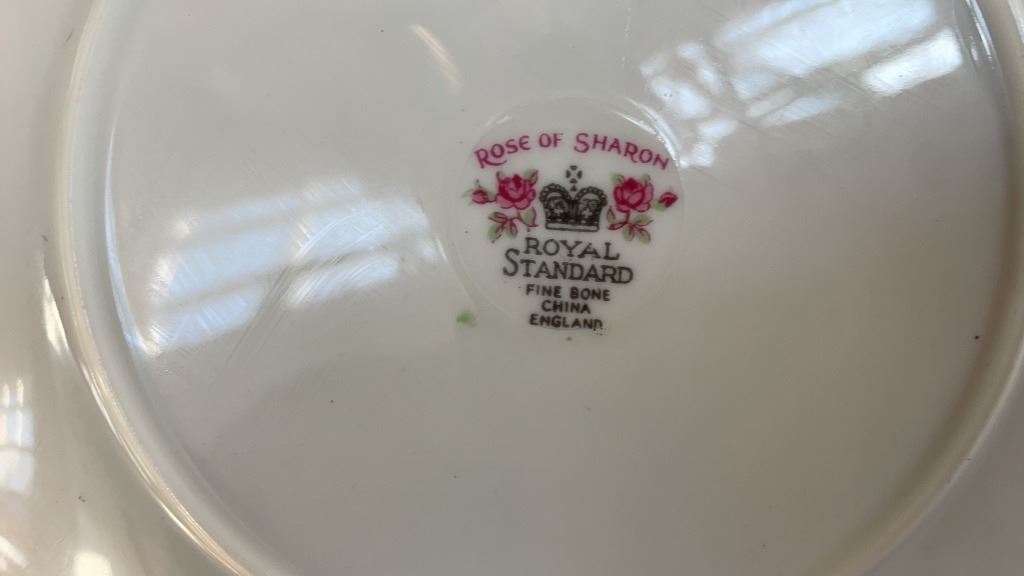 ROSE OF SHARON
ROYAL
STANDARD
FINE BONE
CHINA
ENGLAND